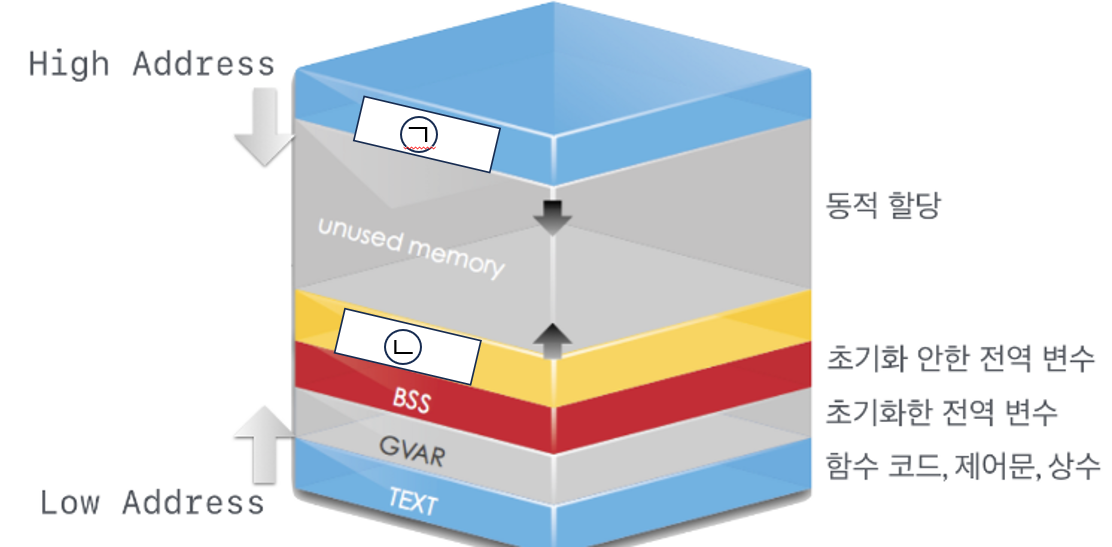 High Address
㉠
동적 할당
unused memory
㉡
초기화 안한 전역 변수
BSS
초기화한 전역 변수
GVAR
함수 코드, 제어문, 상수
TEXT
Low Address